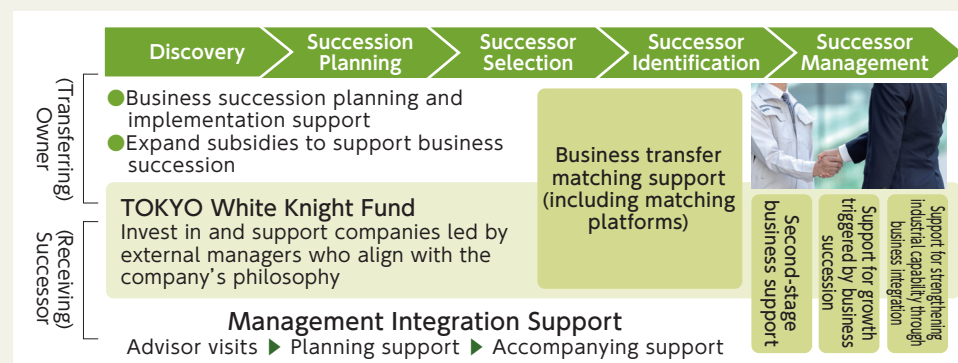 Discovery
Succession
Planning
Successor
Selection
Successor
Identification
Successor
Management
(Transferring)
Owner
●Business succession planning and
implementation support
●Expand subsidies to support business
succession
Business transfer
matching support
(including matching
platforms)
TOKYO White Knight Fund
Invest in and support companies led by
external managers who align with the
company’s philosophy
(Receiving)
Successor
Second-stage
business support
Support for growth
triggered by business
succession
Support for strengthening
industrial capability through
business integration
Management Integration Support
Advisor visits ▶ Planning support ▶ Accompanying support